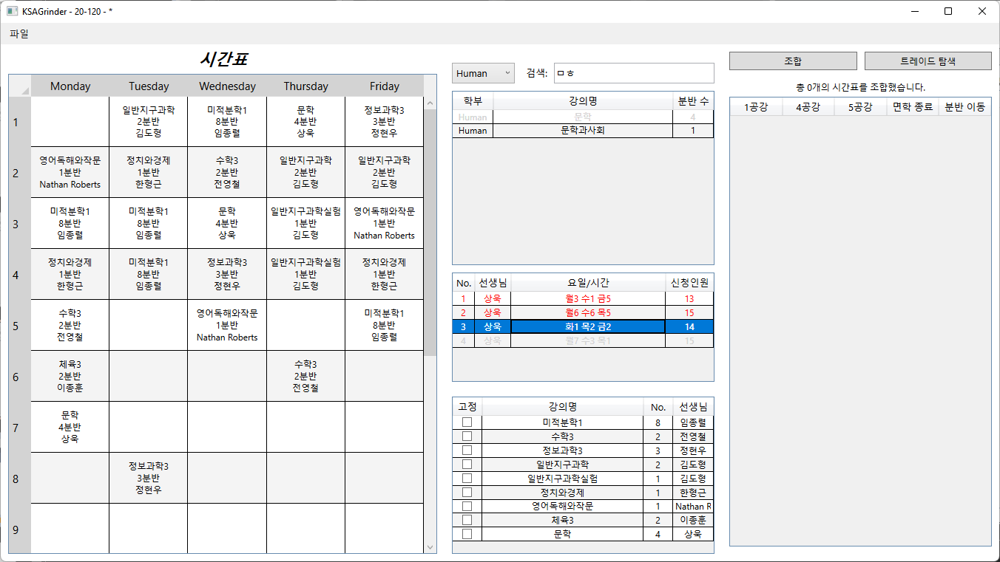 KSAGrinder - 20-120 - *
파일
시간표
Monday Tuesday Wednesday Thursday Friday
1
일반지구과학
2분반
김도형
미적분학1
8분반
임종렬
문학
4분반
상욱
정보과학3
3분반
정현우
2
영어독해와작문
1분반
Nathan Roberts
정치와경제
1분반
한형근
수학3
2분반
전영철
일반지구과학
2분반
김도형
일반지구과학
2분반
김도형
3
미적분학1
8분반
임종렬
미적분학1
8분반
임종렬
문학
4분반
상욱
일반지구과학실험
1분반
김도형
영어독해와작문
1분반
Nathan Roberts
4
정치와경제
1분반
한형근
미적분학1
8분반
임종렬
정보과학3
3분반
정현우
일반지구과학실험
1분반
김도형
정치와경제
1분반
한형근
5
수학3
2분반
전영철
영어독해와작문
1분반
Nathan Roberts
미적분학1
8분반
임종렬
6
체육3
2분반
이종훈
수학3
2분반
전영철
7
문학
4분반
상욱
8
정보과학3
3분반
정현우
9
Human 검색: ㅁㅎ
학부 강의명 분반 수
Human 문학 4
Human 문학과사회 1
No. 선생님 요일/시간 신청인원
1 상욱 월3 수1 금5 13
2 상욱 월6 수6 목5 15
3 상욱 화1 목2 금2 14
4 상욱 월7 수3 목1 15
고정 강의명 No. 선생님
미적분학1 8 임종렬
수학3 2 전영철
정보과학3 3 정현우
일반지구과학 2 김도형
일반지구과학실험 1 김도형
정치와경제 1 한형근
영어독해와작문 1 Nathan R
체육3 2 이종훈
문학 4 상욱
조합 트레이드 탐색
총 0개의 시간표를 조합했습니다.
1공강 4공강 5공강 면학 종료 분반 이동